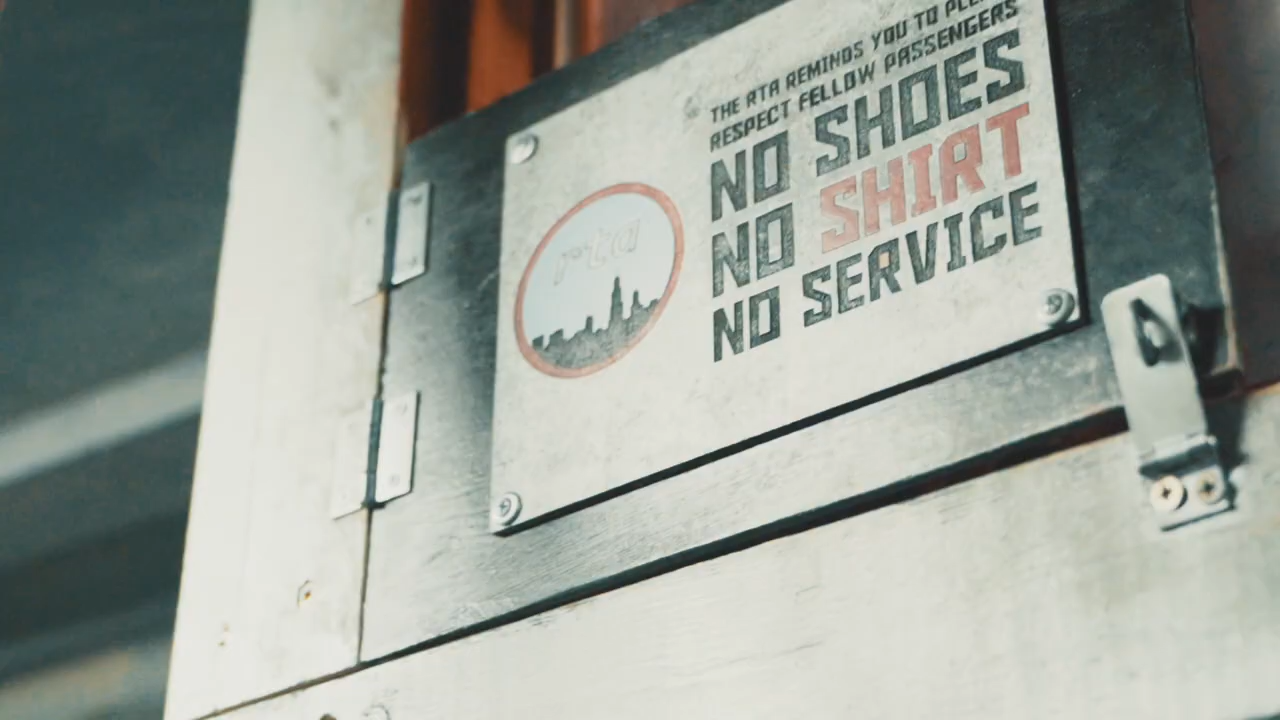 THE RTA REMINDS YOU TO
RESPECT FELLOW PASSENGERS
NO SHOES
NO SHIRT
NO SERVICE
rta